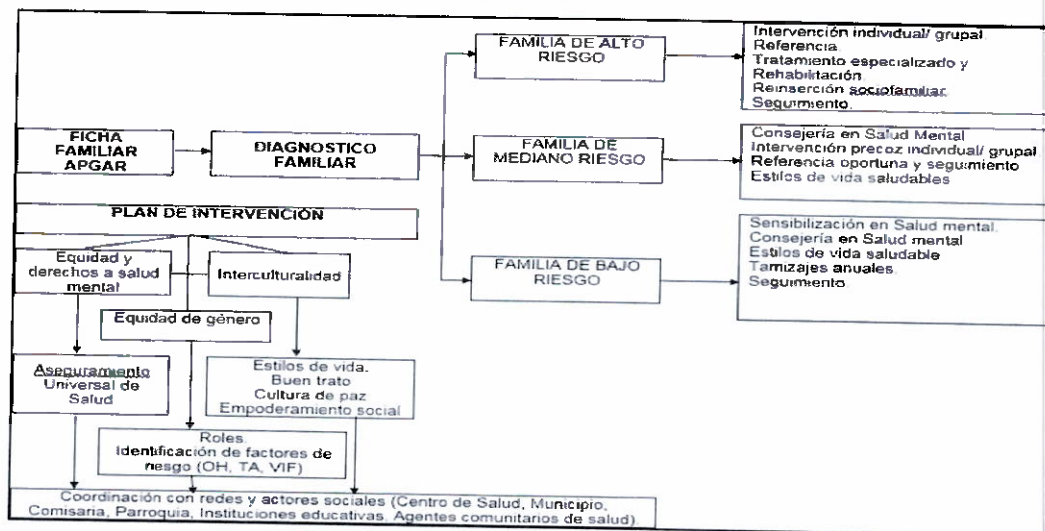 FICHA
FAMILIAR
APGAR
DIAGNOSTICO
FAMILIAR
FAMILIA DE ALTO
RIESGO
Intervención individual/ grupal.
Referencia.
Tratamiento especializado y
Rehabilitación.
Reinserción sociofamiliar.
Seguimiento.
FAMILIA DE
MEDIANO RIESGO
Consejería en Salud Mental
Intervención precoz individual/ grupal
Referencia oportuna y seguimiento
Estilos de vida saludables
FAMILIA DE BAJO
RIESGO
Sensibilización en Salud mental.
Consejería en Salud mental
Estilos de vida saludable
Tamizajes anuales.
Seguimiento
PLAN DE INTERVENCIÓN
Equidad y
derechos a salud
mental
Interculturalidad
Equidad de género
Aseguramiento
Universal de
Salud
Estilos de vida.
Buen trato
Cultura de paz
Empoderamiento social
Roles.
Identificación de factores de
riesgo (OH, TA, VIF)
Coordinación con redes y actores sociales (Centro de Salud, Municipio,
Comisaria, Parroquia, Instituciones educativas, Agentes comunitarios de salud)